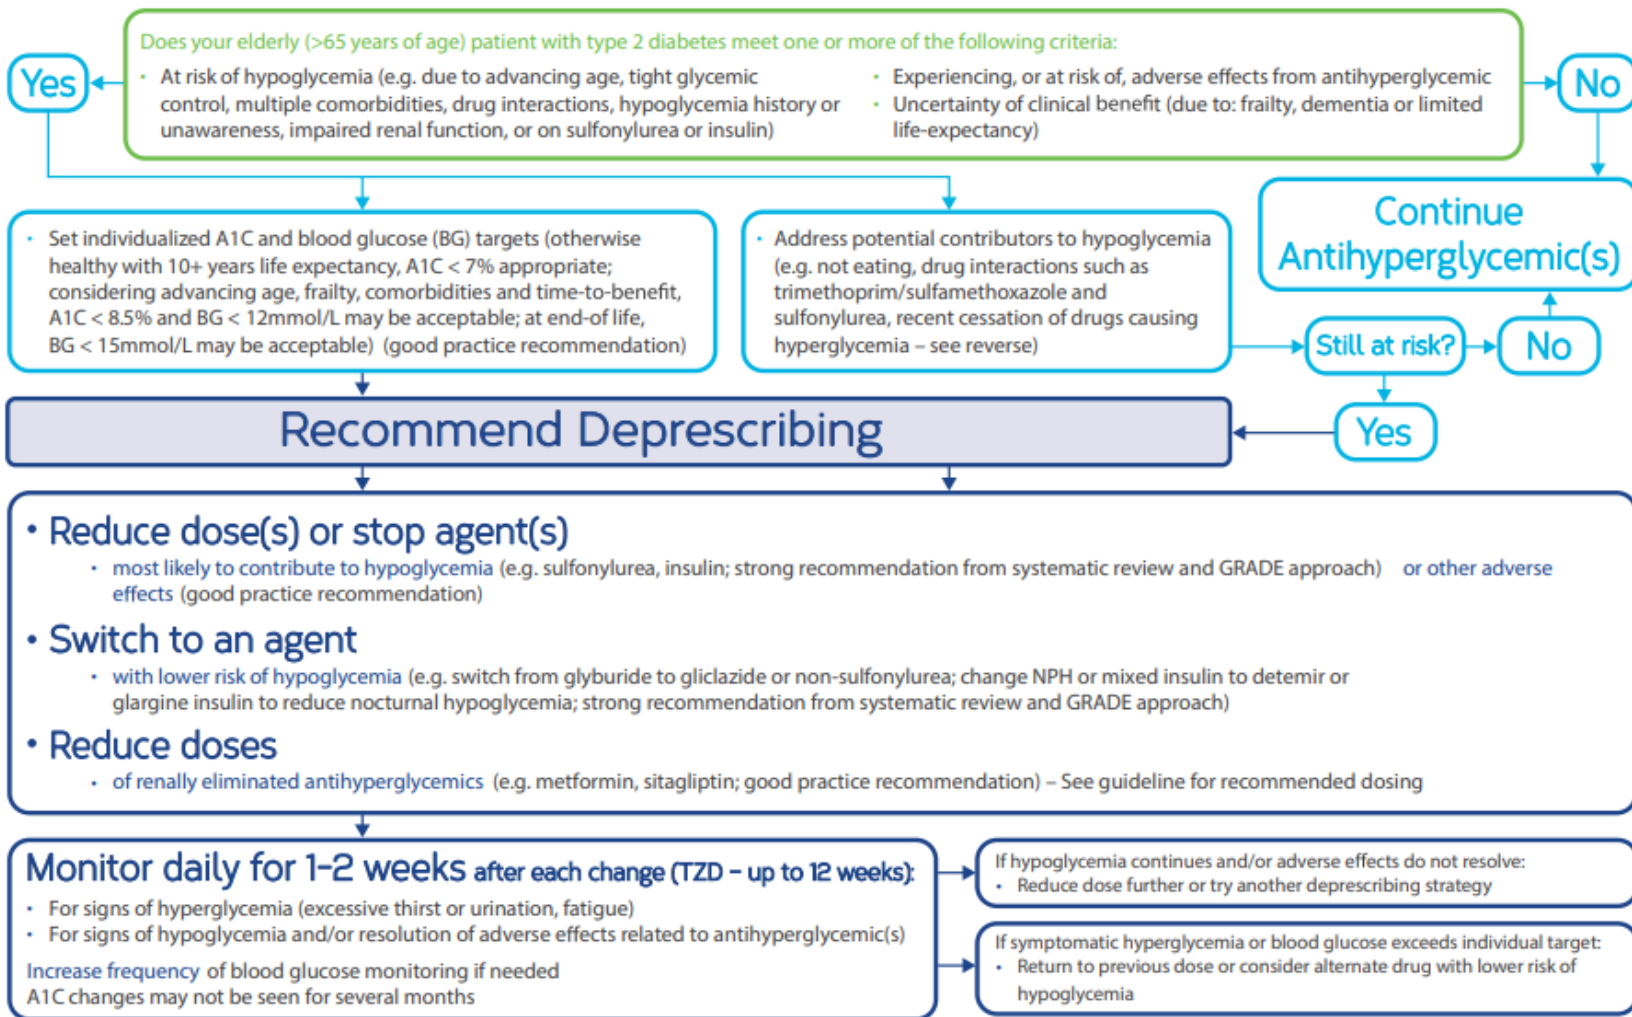 Does your elderly (>65 years of age) patient with type 2 diabetes meet one or more of the following criteria:
• At risk of hypoglycemia (e.g. due to advancing age, tight glycemic
control, multiple comorbidities, drug interactions, hypoglycemia history or
unawareness, impaired renal function, or on sulfonylurea or insulin)
• Experiencing, or at risk of, adverse effects from antihyperglycemic
• Uncertainty of clinical benefit (due to: frailty, dementia or limited
life-expectancy)
Yes
No
• Set individualized A1C and blood glucose (BG) targets (otherwise
healthy with 10+ years life expectancy, A1C < 7% appropriate;
considering advancing age, frailty, comorbidities and time-to-benefit,
A1C < 8.5% and BG < 12mmol/L may be acceptable; at end-of life,
BG < 15mmol/L may be acceptable) (good practice recommendation)
• Address potential contributors to hypoglycemia
(e.g. not eating, drug interactions such as
trimethoprim/sulfamethoxazole and
sulfonylurea, recent cessation of drugs causing
hyperglycemia – see reverse)
Continue
Antihyperglycemic(s)
Still at risk?
No
Yes
Recommend Deprescribing
• Reduce dose(s) or stop agent(s)
• most likely to contribute to hypoglycemia (e.g. sulfonylurea, insulin; strong recommendation from systematic review and GRADE approach) or other adverse
effects (good practice recommendation)
• Switch to an agent
• with lower risk of hypoglycemia (e.g. switch from glyburide to gliclazide or non-sulfonylurea; change NPH or mixed insulin to detemir or
glargine insulin to reduce nocturnal hypoglycemia; strong recommendation from systematic review and GRADE approach)
• Reduce doses
• of renally eliminated antihyperglycemics (e.g. metformin, sitagliptin; good practice recommendation) – See guideline for recommended dosing
Monitor daily for 1-2 weeks after each change (TZD – up to 12 weeks):
• For signs of hyperglycemia (excessive thirst or urination, fatigue)
• For signs of hypoglycemia and/or resolution of adverse effects related to antihyperglycemic(s)
Increase frequency of blood glucose monitoring if needed
A1C changes may not be seen for several months
If hypoglycemia continues and/or adverse effects do not resolve:
• Reduce dose further or try another deprescribing strategy
If symptomatic hyperglycemia or blood glucose exceeds individual target:
• Return to previous dose or consider alternate drug with lower risk of
hypoglycemia